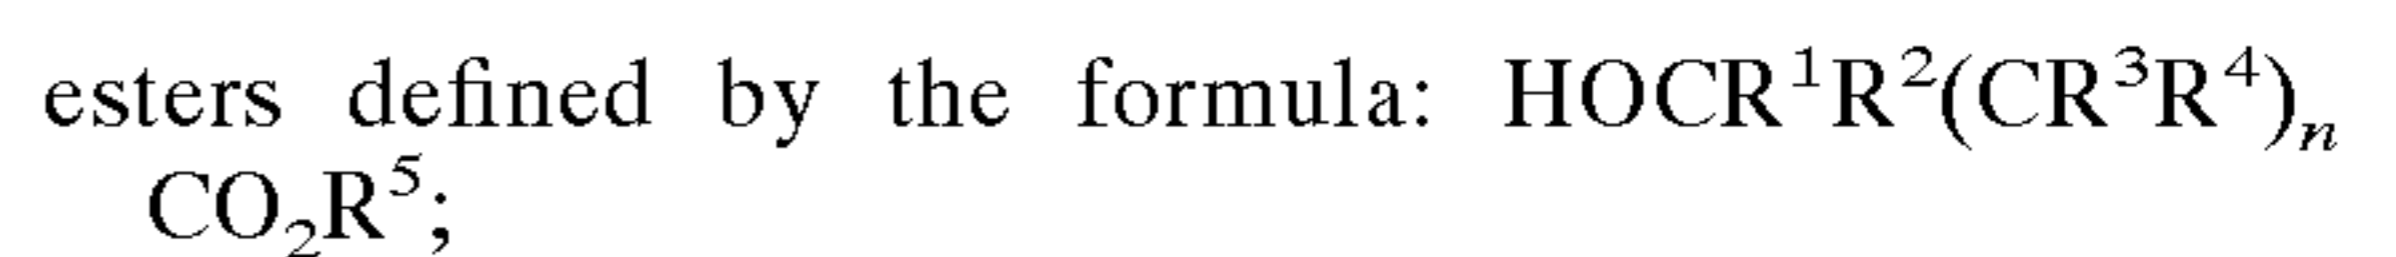 esters defined by the formula: HOCR¹R²(CR³R⁴)ₙ
CO₂R⁵;